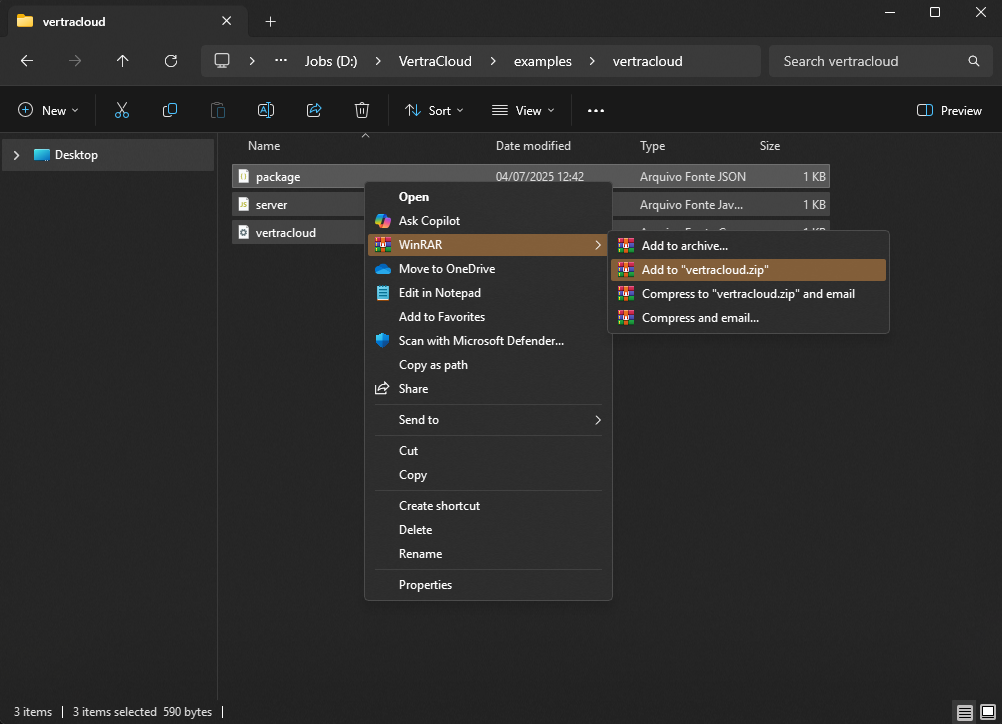 vertracloud
Jobs (D:) VertraCloud examples vertracloud
Search vertracloud
New
Sort
View
Preview
Desktop
Name Date modified Type Size
package 04/07/2025 12:42 Arquivo Fonte JSON 1 KB
server Arquivo Fonte Jav... 1 KB
vertracloud
Open
Ask Copilot
WinRAR
Move to OneDrive
Edit in Notepad
Add to Favorites
Scan with Microsoft Defender...
Copy as path
Share
Send to
Cut
Copy
Create shortcut
Delete
Rename
Properties
Add to archive...
Add to "vertracloud.zip"
Compress to "vertracloud.zip" and email
Compress and email...
3 items 3 items selected 590 bytes